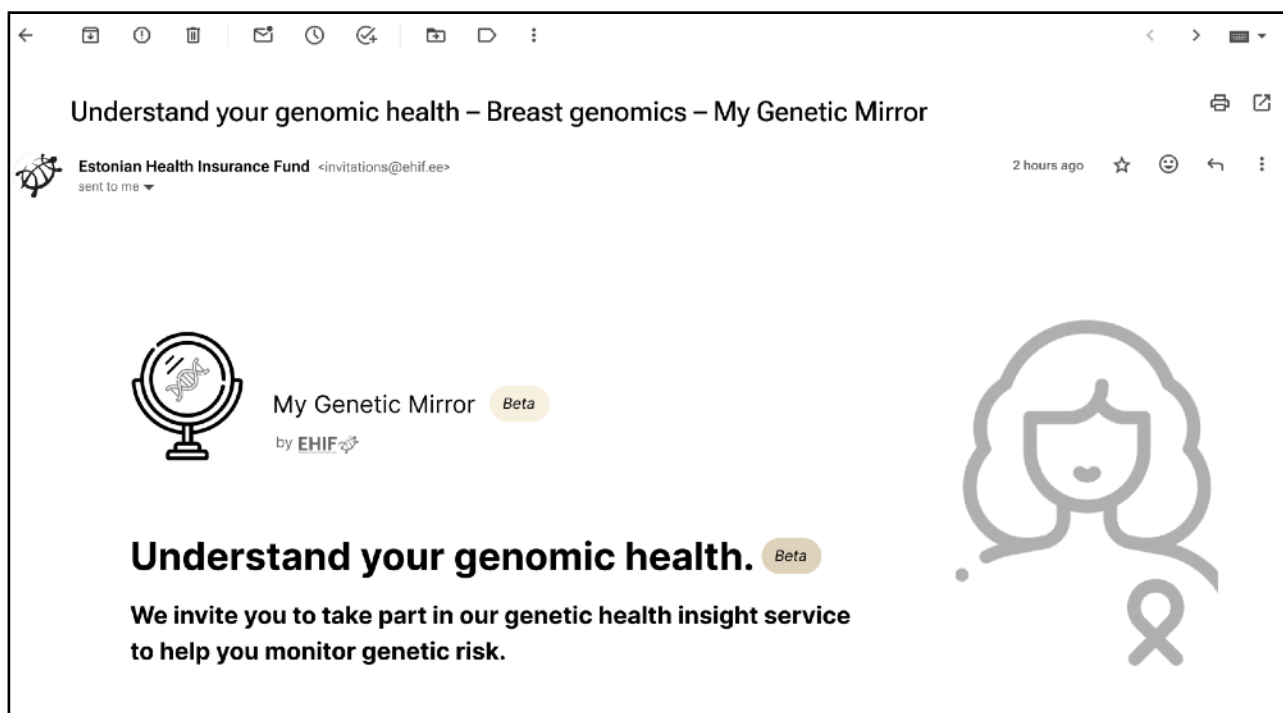 Understand your genomic health – Breast genomics – My Genetic Mirror
Estonian Health Insurance Fund <invitations@ehif.ee>
2 hours ago
sent to me
My Genetic Mirror Beta
by EHIF
Understand your genomic health. Beta
We invite you to take part in our genetic health insight service
to help you monitor genetic risk.